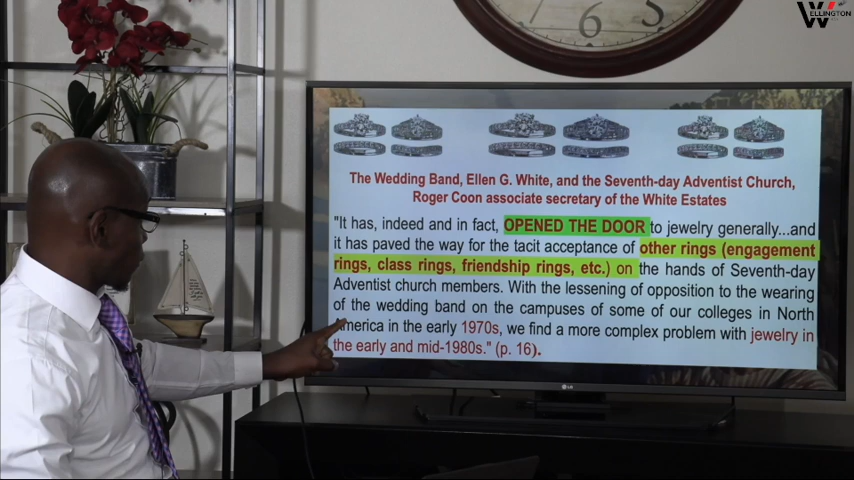 WELLINGTON
6
5
The Wedding Band, Ellen G. White, and the Seventh-day Adventist Church,
Roger Coon associate secretary of the White Estates
"It has, indeed and in fact, OPENED THE DOOR to jewelry generally...and
it has paved the way for the tacit acceptance of other rings (engagement
rings, class rings, friendship rings, etc.) on the hands of Seventh-day
Adventist church members. With the lessening of opposition to the wearing
of the wedding band on the campuses of some of our colleges in North
merica in the early 1970s, we find a more complex problem with jewelry in
the early and mid-1980s." (p. 16).
LG